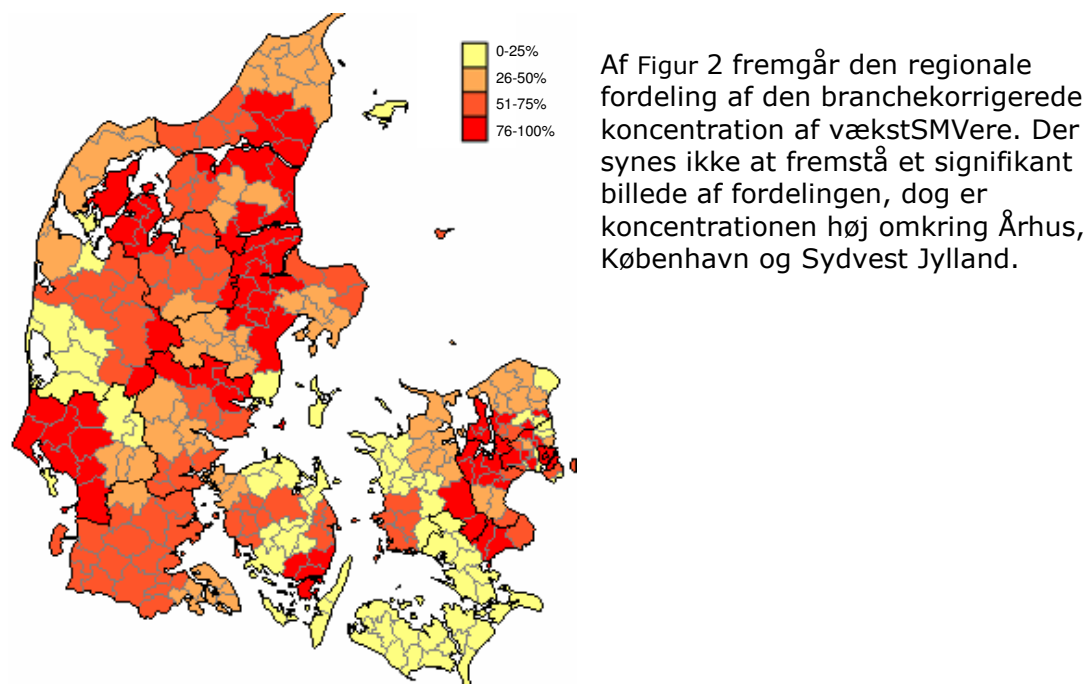 0-25%
26-50%
51-75%
76-100%
Af Figur 2 fremgår den regionale
fordeling af den branchekorrigerede
koncentration af vækstSMVere. Der
synes ikke at fremstå et signifikant
billede af fordelingen, dog er
koncentrationen høj omkring Århus,
København og Sydvest Jylland.